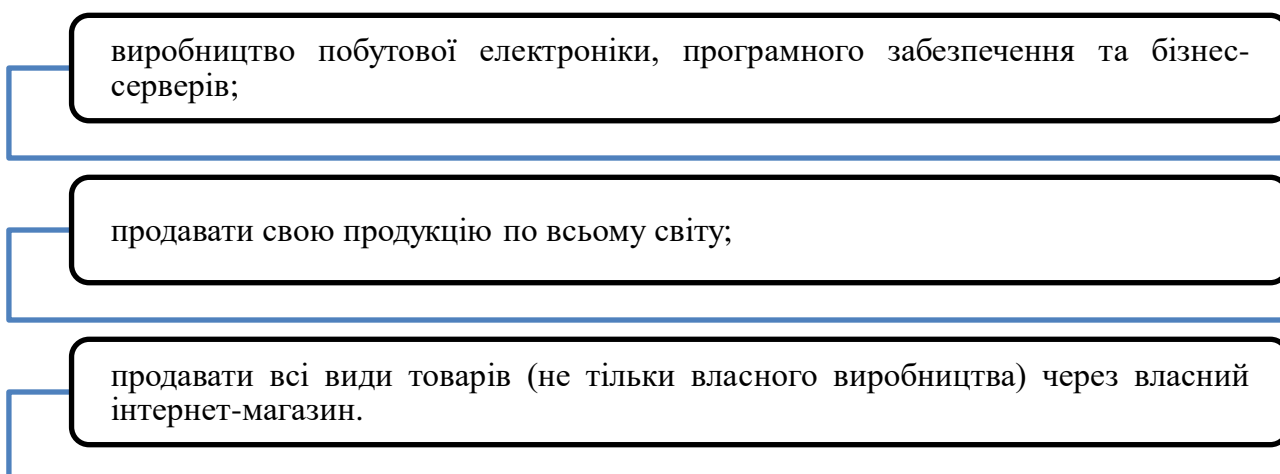 виробництво побутової електроніки, програмного забезпечення та бізнес-
серверів;
продавати свою продукцію по всьому світу;
продавати всі види товарів (не тільки власного виробництва) через власний
інтернет-магазин.